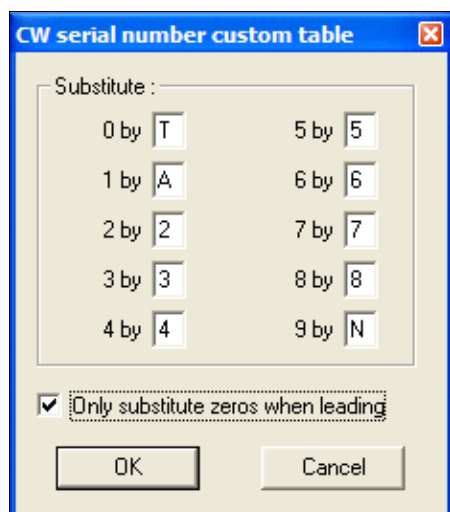 CW serial number custom table
Substitute :
0 by T
5 by 5
1 by A
6 by 6
2 by 2
7 by 7
3 by 3
8 by 8
4 by 4
9 by N
Only substitute zeros when leading
OK
Cancel